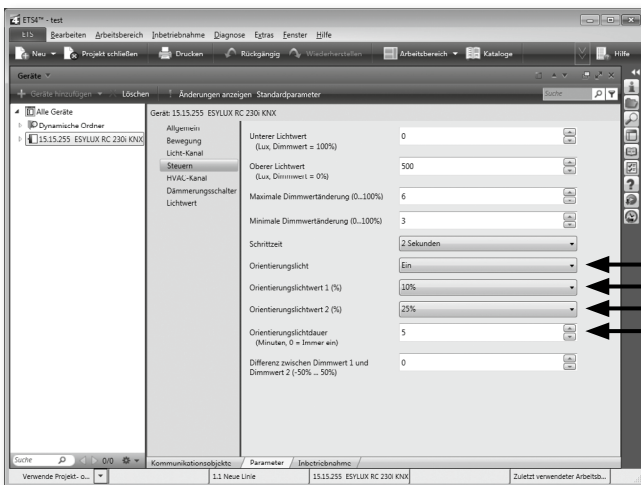 ETS4™ - test
ETS Bearbeiten Arbeitsbereich Inbetriebnahme Diagnose Extras Fenster Hilfe
Neu Projekt schließen Drucken Rückgängig Wiederherstellen Arbeitsbereich Kataloge Hilfe
Geräte
Geräte hinzufügen Löschen Änderungen anzeigen Standardparameter Suche
Alle Geräte
Dynamische Ordner
15.15.255 ESYLUX RC 230i KNX
Gerät: 15.15.255 ESYLUX RC 230i KNX
Allgemein
Bewegung
Licht-Kanal
Steuern
HVAC-Kanal
Dämmerungsschalter
Lichtwert
Unterer Lichtwert 0
(Lux, Dimmwert = 100%)
Oberer Lichtwert 500
(Lux, Dimmwert = 0%)
Maximale Dimmwertänderung (0...100%) 6
Minimale Dimmwertänderung (0...100%) 3
Schrittzeit 2 Sekunden
Orientierungslicht Ein
Orientierungslichtwert 1 (%) 10%
Orientierungslichtwert 2 (%) 25%
Orientierungslichtdauer 5
(Minuten, 0 = Immer ein)
Differenz zwischen Dimmwert 1 und 0
Dimmwert 2 (-50% ... 50%)
Suche 0/0
Kommunikationsobjekte Parameter Inbetriebnahme
Verwende Projekt- o... 1.1 Neue Linie 15.15.255 ESYLUX RC 230i KNX Zuletzt verwendeter Arbeitsb...